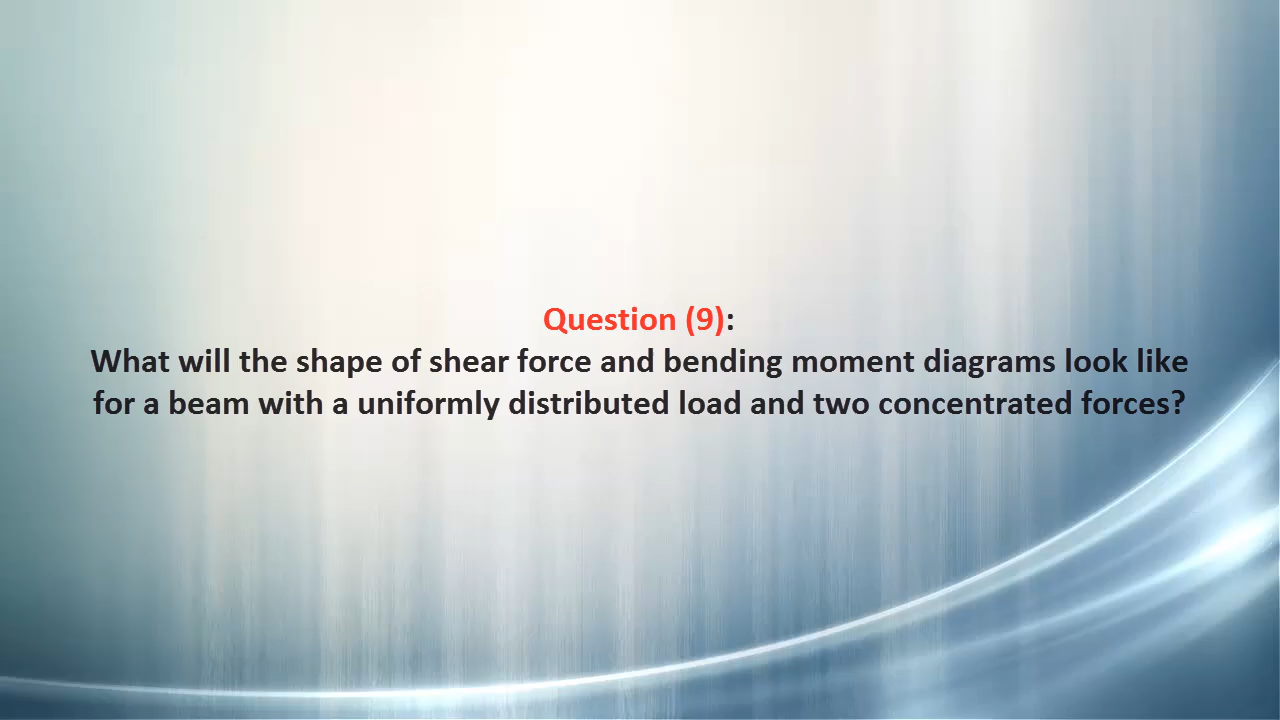 Question (9):
What will the shape of shear force and bending moment diagrams look like
for a beam with a uniformly distributed load and two concentrated forces?